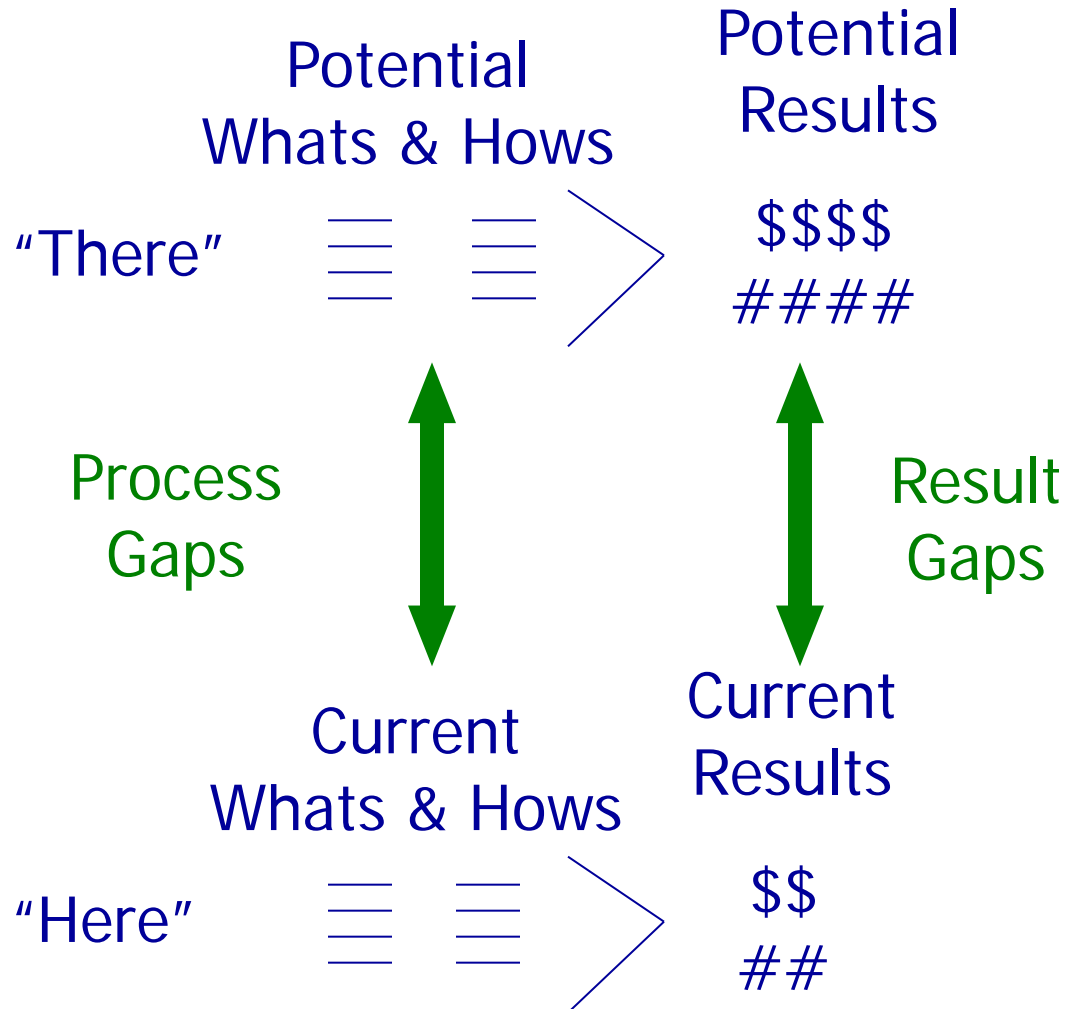 Potential
Whats & Hows
Potential
Results
“There”
$$$$
####
Process
Gaps
Result
Gaps
Current
Whats & Hows
Current
Results
“Here”
$$
##